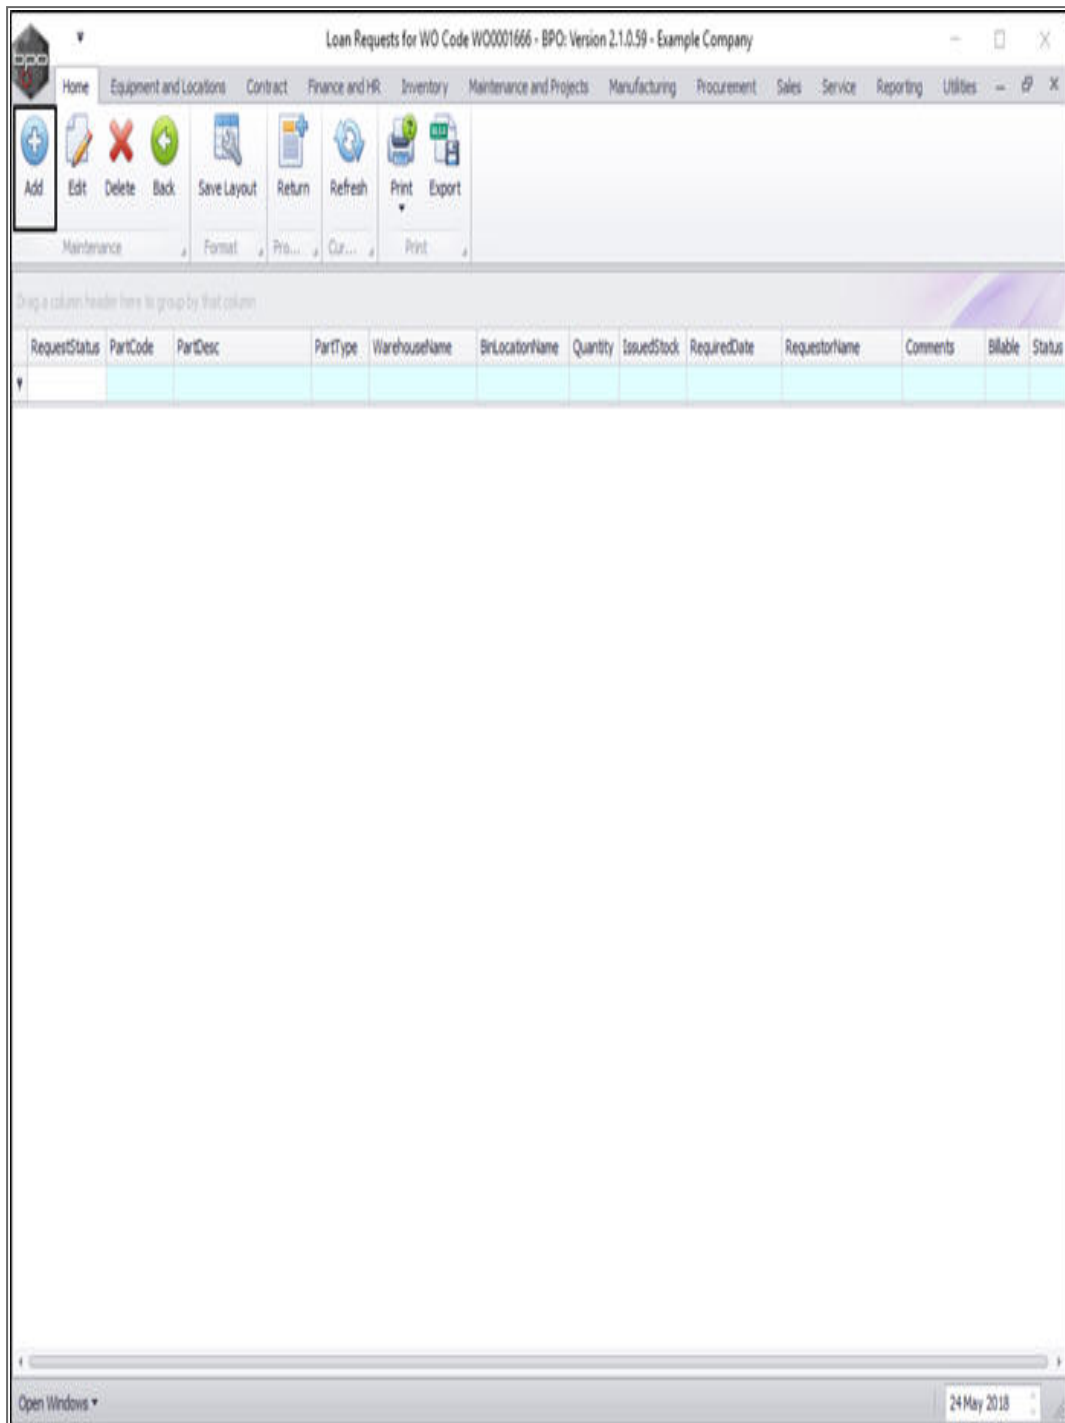 Loan Requests for WO Code WO0001666 - BPO: Version 2.1.0.59 - Example Company
bpo
Home Equipment and Locations Contract Finance and HR Inventory Maintenance and Projects Manufacturing Procurement Sales Service Reporting Utilities
Add Edit Delete Back Save Layout Return Refresh Print Export
Maintenance Format Pro... Cur... Print
Drag a column header here to group by that column
RequestStatus PartCode PartDesc PartType WarehouseName BinLocationName Quantity IssuedStock RequiredDate RequestorName Comments Billable Status
Open Windows
24 May 2018